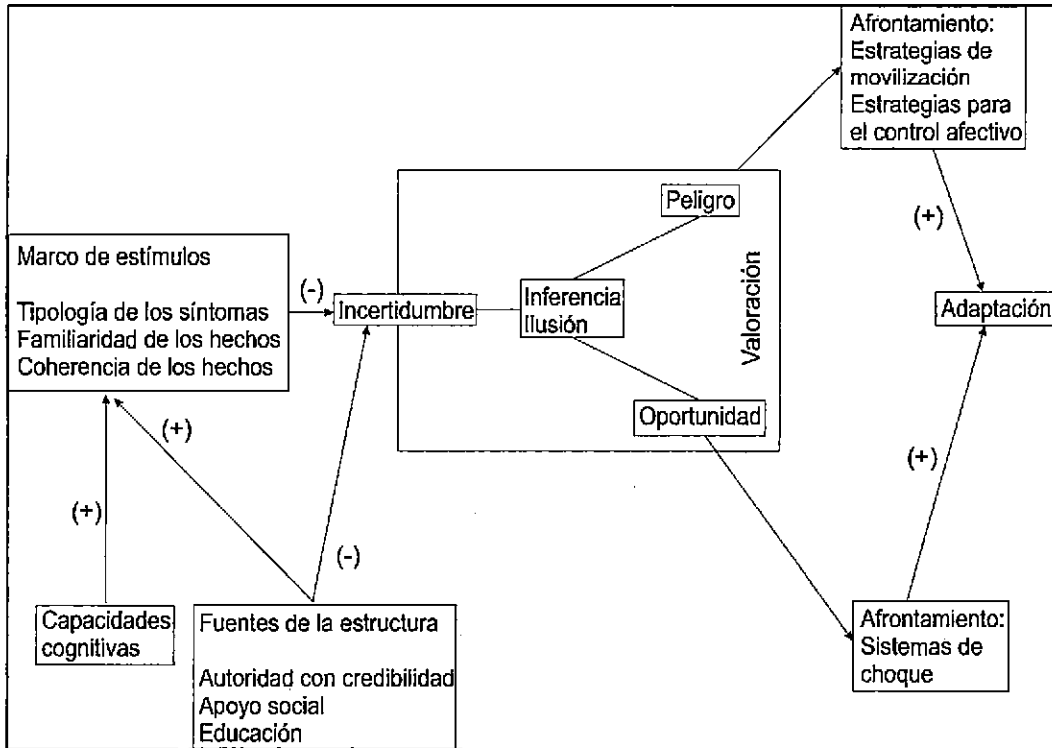 Marco de estímulos
Tipología de los síntomas
Familiaridad de los hechos
Coherencia de los hechos
(+)
(+)
Capacidades
cognitivas
Fuentes de la estructura
Autoridad con credibilidad
Apoyo social
Educación
(-)
(-)
Incertidumbre
Inferencia
Ilusión
Peligro
Oportunidad
Valoración
Afrontamiento:
Estrategias de
movilización
Estrategias para
el control afectivo
(+)
Adaptación
(+)
Afrontamiento:
Sistemas de
choque